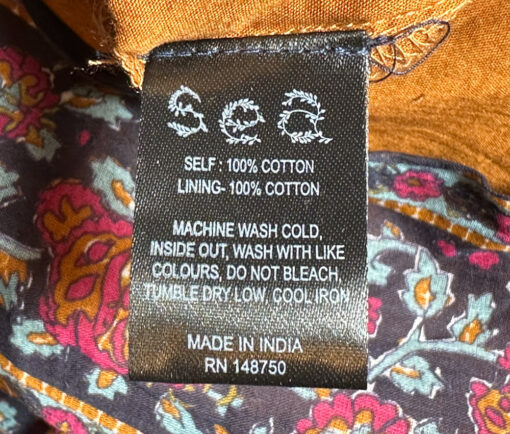 Sea
SELF : 100% COTTON
LINING- 100% COTTON
MACHINE WASH COLD,
INSIDE OUT, WASH WITH LIKE
COLOURS, DO NOT BLEACH,
TUMBLE DRY LOW, COOL IRON
MADE IN INDIA
RN 148750